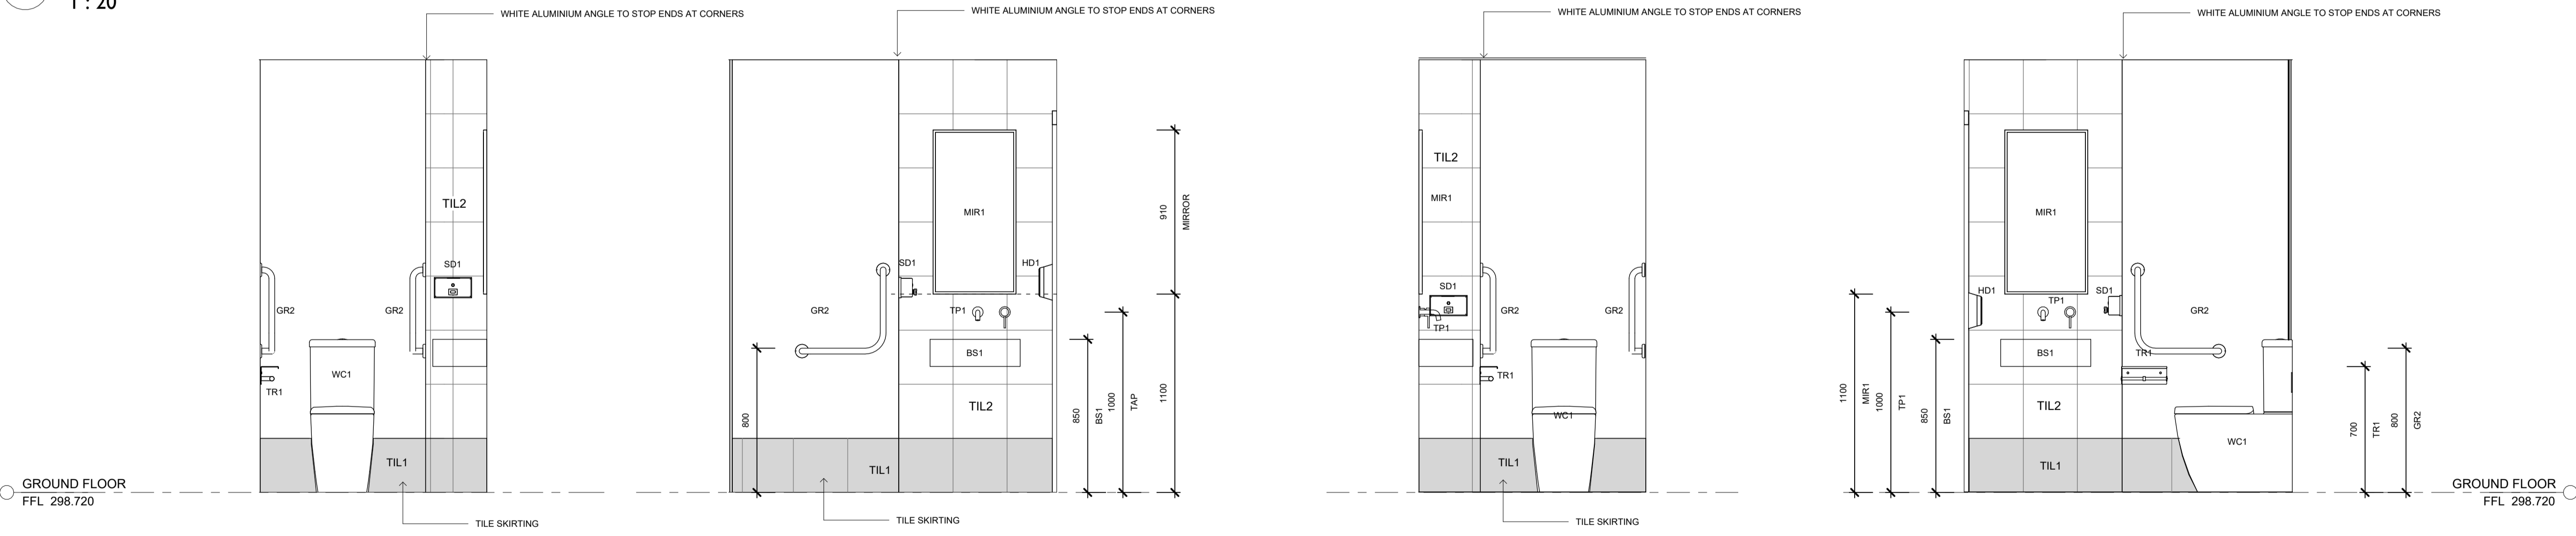 1 : 20
WHITE ALUMINIUM ANGLE TO STOP ENDS AT CORNERS
TIL2
SD1
GR2
GR2
WC1
TR1
TIL1
TILE SKIRTING
GROUND FLOOR
FFL 298.720
WHITE ALUMINIUM ANGLE TO STOP ENDS AT CORNERS
MIR1
SD1
HD1
GR2
TP1
BS1
TIL2
TIL1
800
850
BS1
1000
TAP
1100
910
MIRROR
TILE SKIRTING
WHITE ALUMINIUM ANGLE TO STOP ENDS AT CORNERS
TIL2
MIR1
SD1
TP1
GR2
GR2
TR1
WC1
TIL1
TILE SKIRTING
WHITE ALUMINIUM ANGLE TO STOP ENDS AT CORNERS
1100
MIR1
1000
TP1
850
BS1
MIR1
HD1
TP1
SD1
GR2
BS1
TR1
TIL2
WC1
TIL1
700
TR1
800
GR2
GROUND FLOOR
FFL 298.720